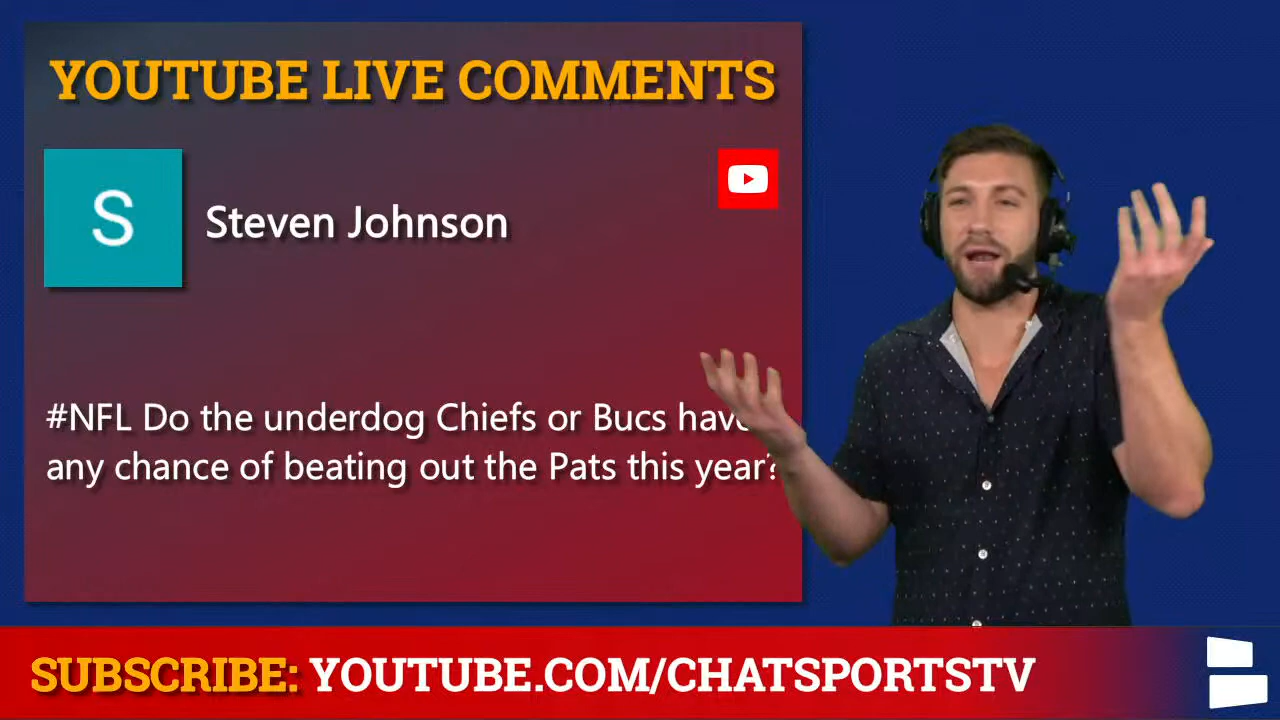 YOUTUBE LIVE COMMENTS
S
Steven Johnson
#NFL Do the underdog Chiefs or Bucs have
any chance of beating out the Pats this year?
SUBSCRIBE: YOUTUBE.COM/CHATSPORTSTV